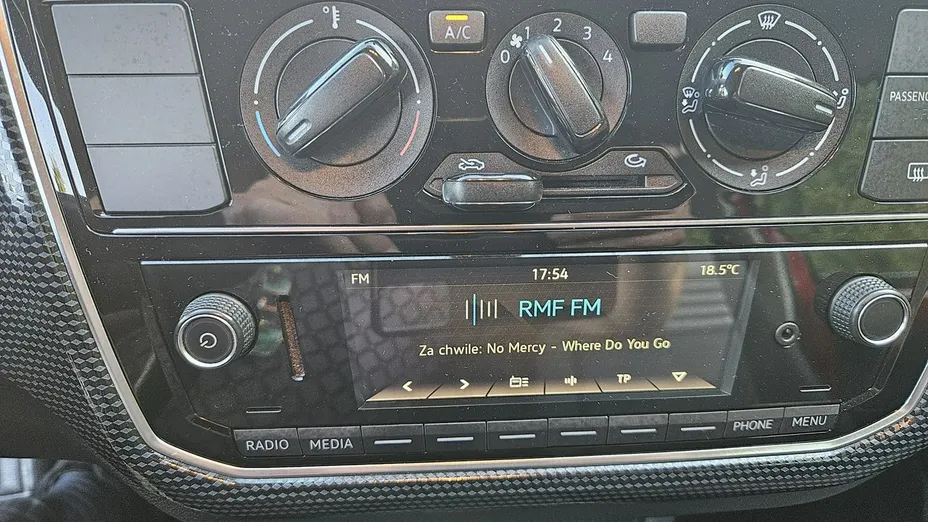 A/C
0 1 2 3 4
PASSENG
FM 17:54 18.5°C
RMF FM
Za chwile: No Mercy - Where Do You Go
TP
RADIO MEDIA PHONE MENU